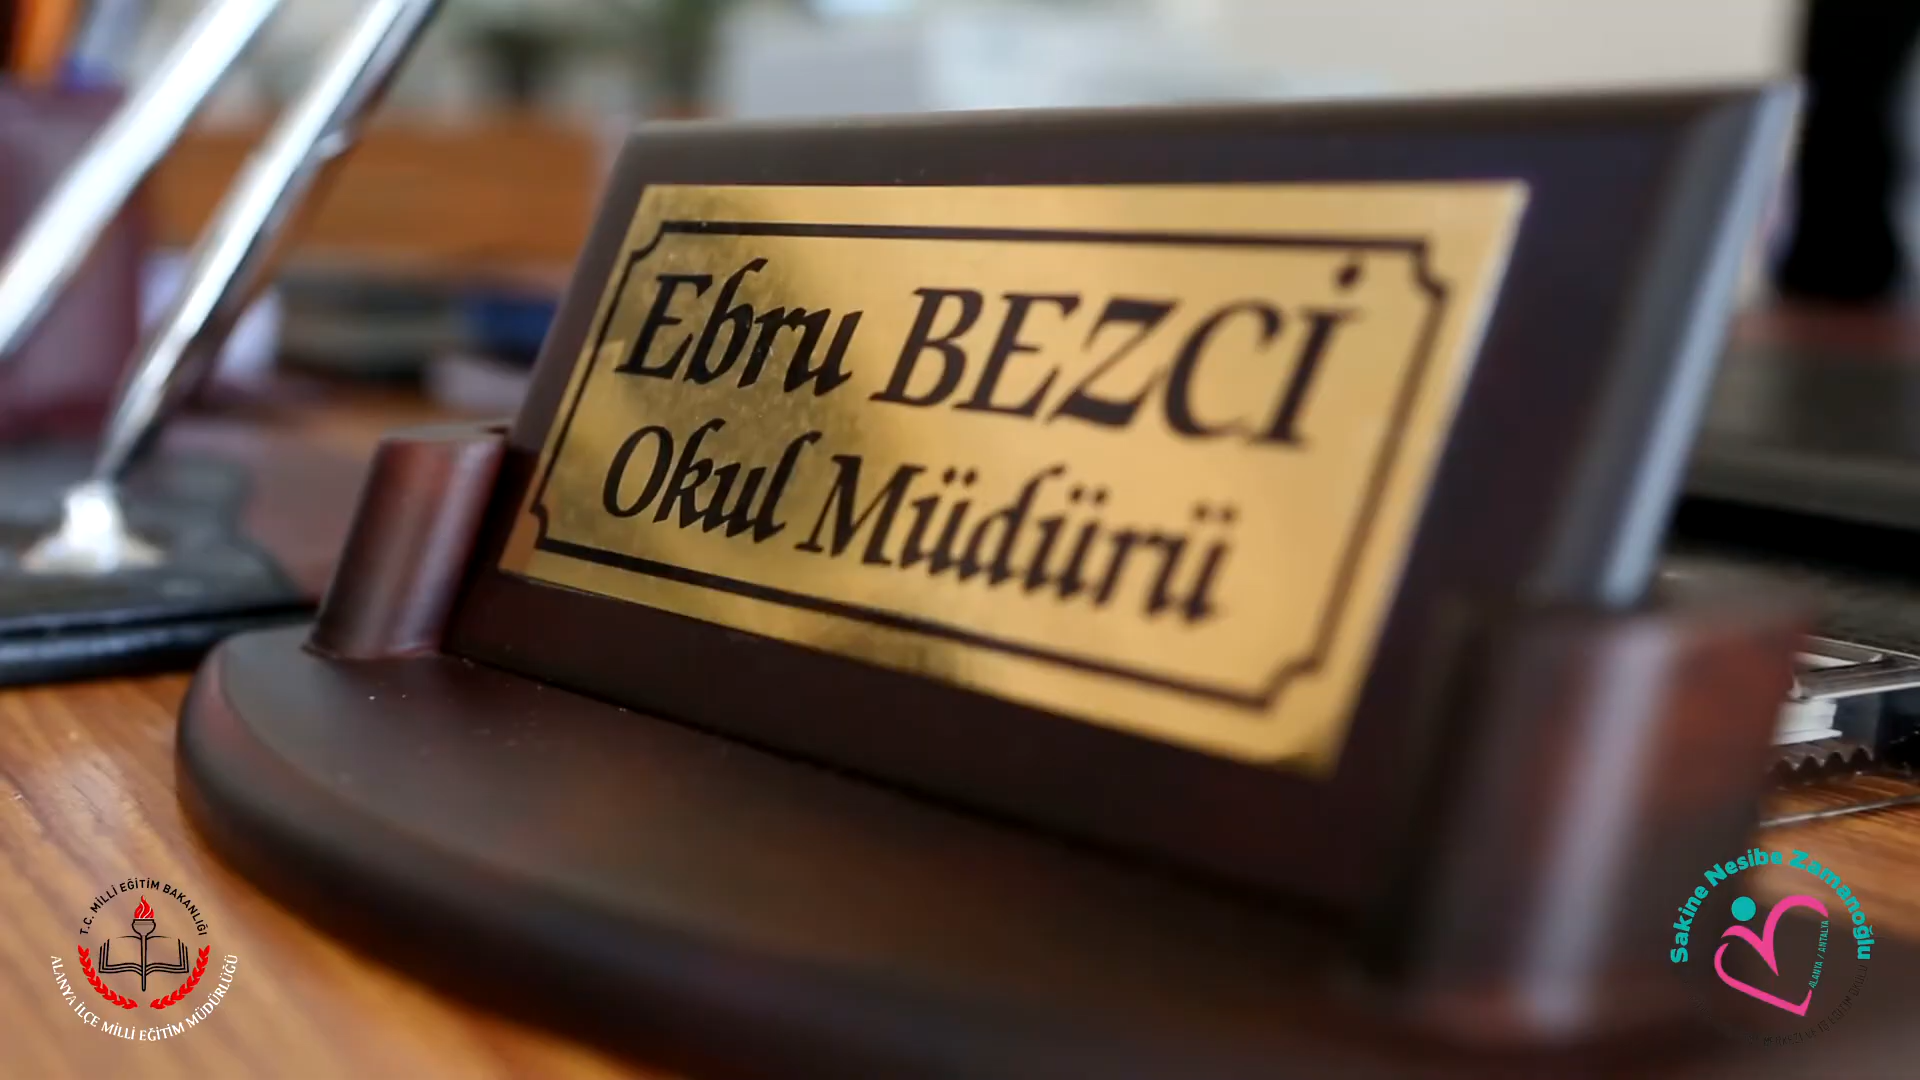 Ebru BEZCİ
Okul Müdürü
T.C. MİLLİ EĞİTİM BAKANLIĞI
ALANYA İLÇE MİLLİ EĞİTİM MÜDÜRLÜĞÜ
Sakine Nesibe Zamanoğlu
ALANYA / ANTALYA